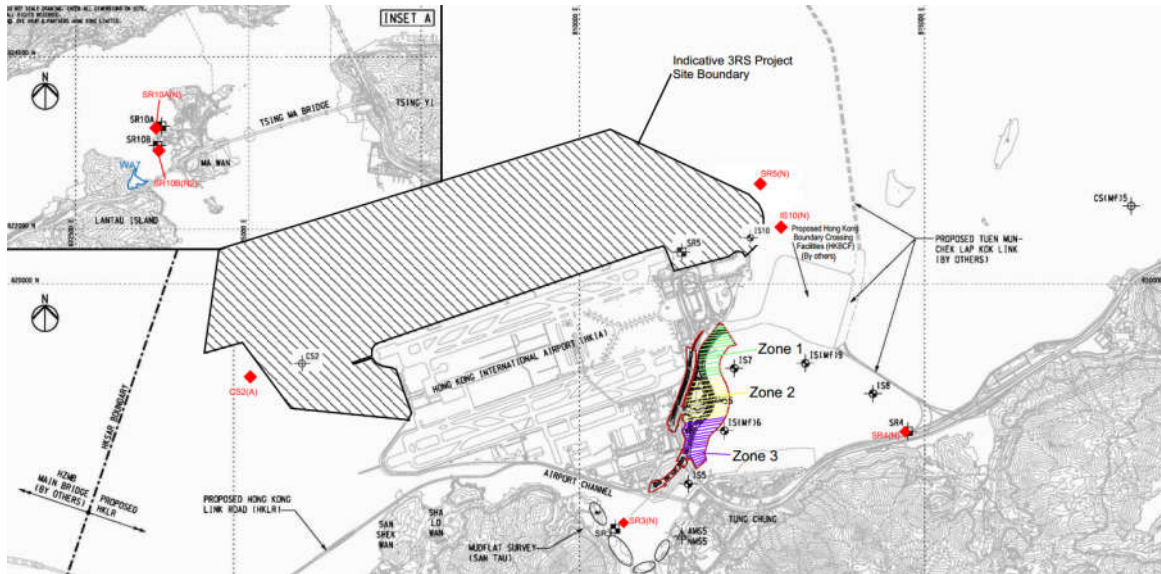 INSET A
824000 N
N
SR10A(N)
SR10A
SR10B
WA7
SR10B(N2)
MA WAN
TSING MA BRIDGE
TSING YI
LANTAU ISLAND
822000 N
Indicative 3RS Project
Site Boundary
SR5(N)
IS10(N)
IS10
SR5
Proposed Hong Kong
Boundary Crossing
Facilities (HKBCF)
(By others)
CS(Mf)5
PROPOSED TUEN MUN-
CHEK LAP KOK LINK
(BY OTHERS)
820000 N
N
CS2
CS2(A)
HONG KONG INTERNATIONAL AIRPORT (HKIA)
Zone 1
Zone 2
Zone 3
IS7
IS(Mf)9
IS8
IS(Mf)6
SR4
SR4(N)
IS5
HKSAR BOUNDARY
HZMB
MAIN BRIDGE
(BY OTHERS)
PROPOSED
HKLR
PROPOSED HONG KONG
LINK ROAD (HKLR)
AIRPORT CHANNEL
SAN
SHEK
WAN
SHA
LO
WAN
MUDFLAT SURVEY
(SAN TAU)
SR3
SR3(N)
TUNG CHUNG
AMS5
NMS5